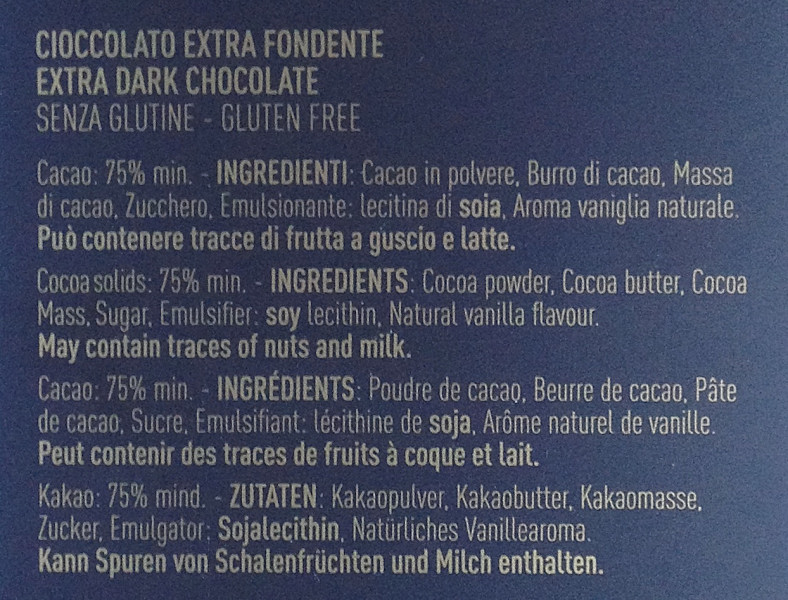 CIOCCOLATO EXTRA FONDENTE
EXTRA DARK CHOCOLATE
SENZA GLUTINE - GLUTEN FREE
Cacao: 75% min. - INGREDIENTI: Cacao in polvere, Burro di cacao, Massa
di cacao, Zucchero, Emulsionante: lecitina di soia, Aroma vaniglia naturale.
Può contenere tracce di frutta a guscio e latte.
Cocoa solids: 75% min. - INGREDIENTS: Cocoa powder, Cocoa butter, Cocoa
Mass, Sugar, Emulsifier: soy lecithin, Natural vanilla flavour.
May contain traces of nuts and milk.
Cacao: 75% min. - INGRÉDIENTS: Poudre de cacao, Beurre de cacao, Pâte
de cacao, Sucre, Emulsifiant: lécithine de soja, Arôme naturel de vanille.
Peut contenir des traces de fruits à coque et lait.
Kakao: 75% mind. - ZUTATEN: Kakaopulver, Kakaobutter, Kakaomasse,
Zucker, Emulgator: Sojalecithin, Natürliches Vanillearoma.
Kann Spuren von Schalenfrüchten und Milch enthalten.